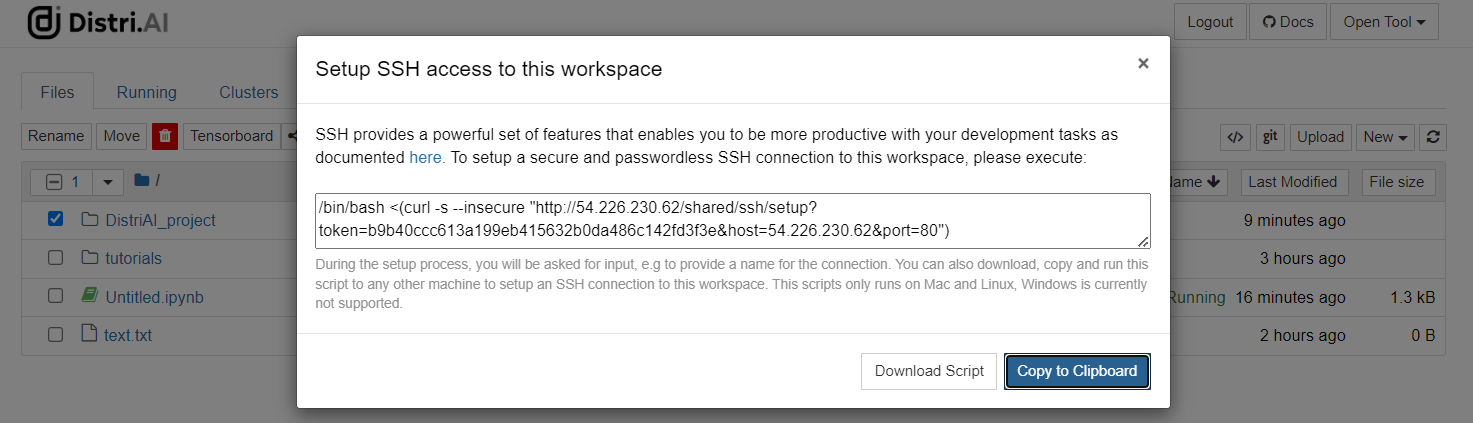 Distri.AI
Logout
Docs
Open Tool
Setup SSH access to this workspace
×
Files
Running
Clusters
SSH provides a powerful set of features that enables you to be more productive with your development tasks as
documented here. To setup a secure and passwordless SSH connection to this workspace, please execute:
Rename
Move
Tensorboard
</>
git
Upload
New
1
/
Last Modified
File size
/bin/bash <(curl -s --insecure "http://54.226.230.62/shared/ssh/setup?
token=b9b40ccc613a199eb415632b0da486c142fd3f3e&host=54.226.230.62&port=80")
DistriAI_project
9 minutes ago
tutorials
3 hours ago
During the setup process, you will be asked for input, e.g to provide a name for the connection. You can also download, copy and run this
script to any other machine to setup an SSH connection to this workspace. This scripts only runs on Mac and Linux, Windows is currently
not supported.
Untitled.ipynb
Running
16 minutes ago
1.3 kB
text.txt
2 hours ago
0 B
Download Script
Copy to Clipboard